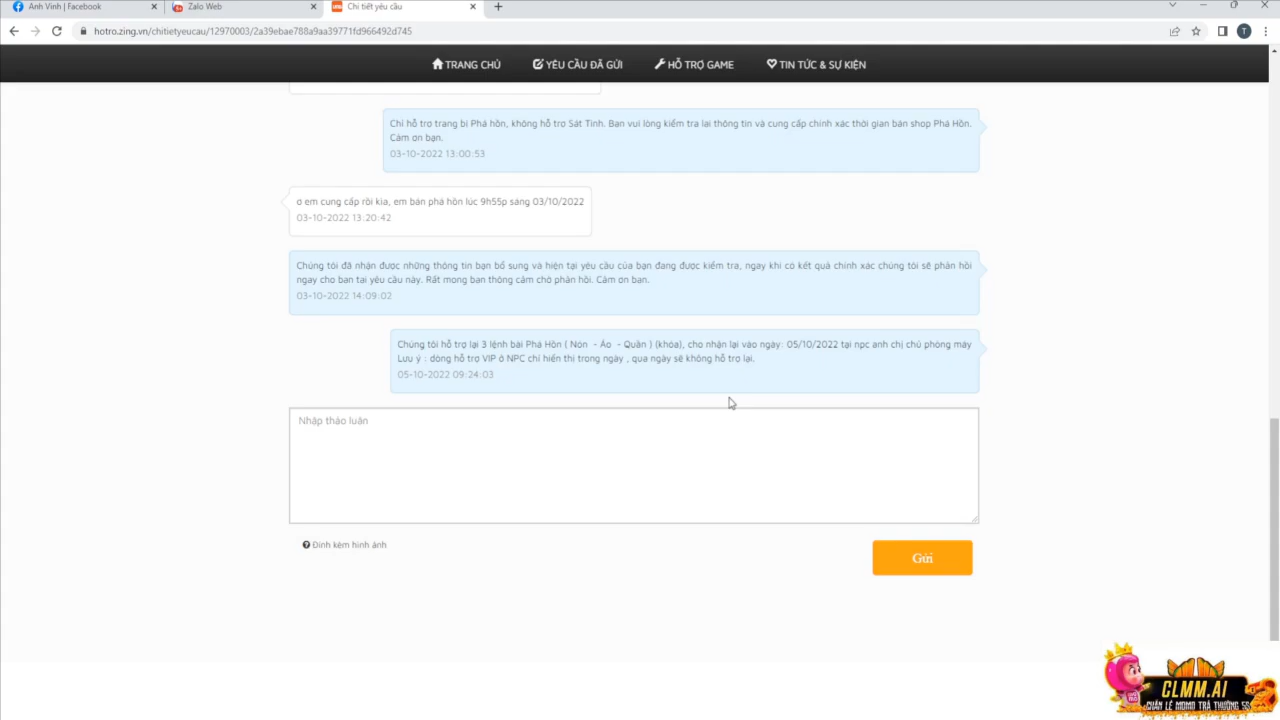 Anh Vinh | Facebook
Zalo Web
Chi tiết yêu cầu
hotro.zing.vn/chitietyeucau/12970003/2a39ebae788a9aa39771fd966492d745
T
TRANG CHỦ
YÊU CẦU ĐÃ GỬI
HỖ TRỢ GAME
TIN TỨC & SỰ KIỆN
Chỉ hỗ trợ trang bị Phá hồn, không hỗ trợ Sát Tinh. Bạn vui lòng kiểm tra lại thông tin và cung cấp chính xác thời gian bán shop Phá Hồn.
Cảm ơn bạn.
03-10-2022 13:00:53
ơ em cung cấp rồi kìa, em bán phá hồn lúc 9h55p sáng 03/10/2022
03-10-2022 13:20:42
Chúng tôi đã nhận được những thông tin bạn bổ sung và hiện tại yêu cầu của bạn đang được kiểm tra, ngay khi có kết quả chính xác chúng tôi sẽ phản hồi
ngay cho bạn tại yêu cầu này. Rất mong bạn thông cảm chờ phản hồi. Cảm ơn bạn.
03-10-2022 14:09:02
Chúng tôi hỗ trợ lại 3 lệnh bài Phá Hồn ( Nón - Áo - Quần ) (khóa), cho nhận lại vào ngày: 05/10/2022 tại npc anh chị chủ phòng máy
Lưu ý : dòng hỗ trợ VIP ở NPC chỉ hiển thị trong ngày , qua ngày sẽ không hỗ trợ lại.
05-10-2022 09:24:03
Nhập thảo luận
Đính kèm hình ảnh
Gửi
CLMM.AI
CHẴN LẺ MOMO TRẢ THƯỞNG 5S